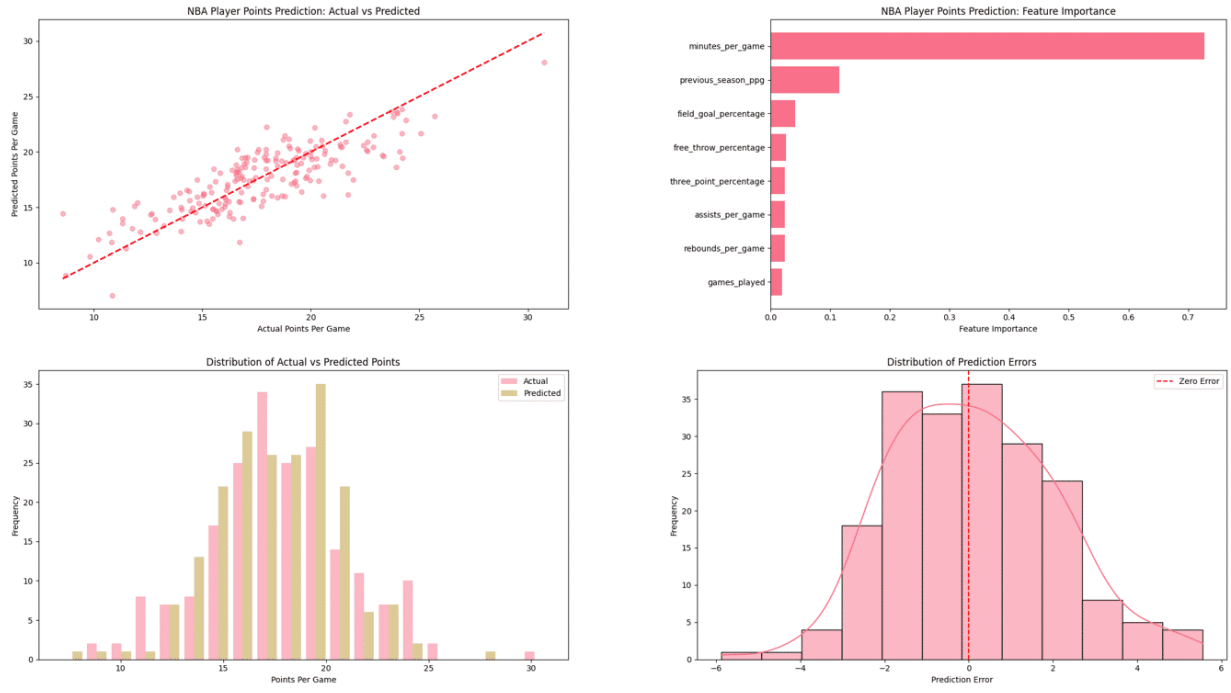 NBA Player Points Prediction: Actual vs Predicted
30
25
20
15
10
Predicted Points Per Game
10
15
20
25
30
Actual Points Per Game
NBA Player Points Prediction: Feature Importance
minutes_per_game
previous_season_ppg
field_goal_percentage
free_throw_percentage
three_point_percentage
assists_per_game
rebounds_per_game
games_played
0.0
0.1
0.2
0.3
0.4
0.5
0.6
0.7
Feature Importance
Distribution of Actual vs Predicted Points
Actual
Predicted
35
30
25
20
15
10
5
0
Frequency
10
15
20
25
30
Points Per Game
Distribution of Prediction Errors
Zero Error
35
30
25
20
15
10
5
0
Frequency
−6
−4
−2
0
2
4
6
Prediction Error